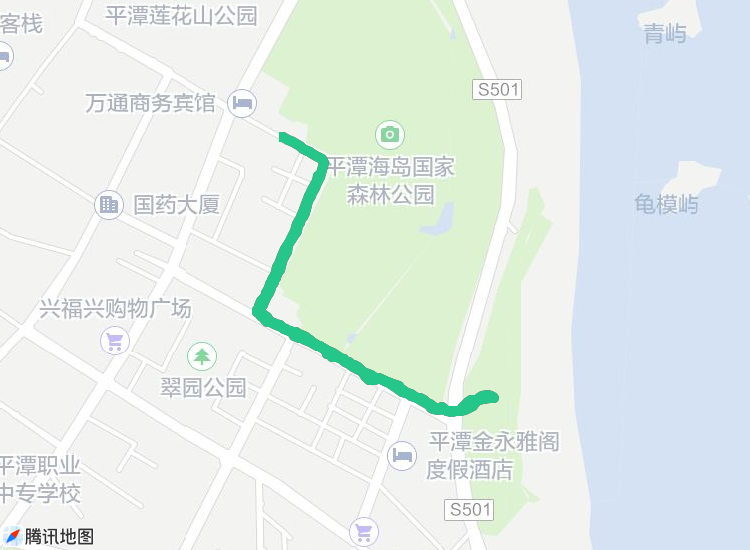 平潭莲花山公园
客栈
青屿
S501
万通商务宾馆
平潭海岛国家
森林公园
国药大厦
龟模屿
兴福兴购物广场
翠园公园
平潭金永雅阁
度假酒店
平潭职业
中专学校
S501
腾讯地图